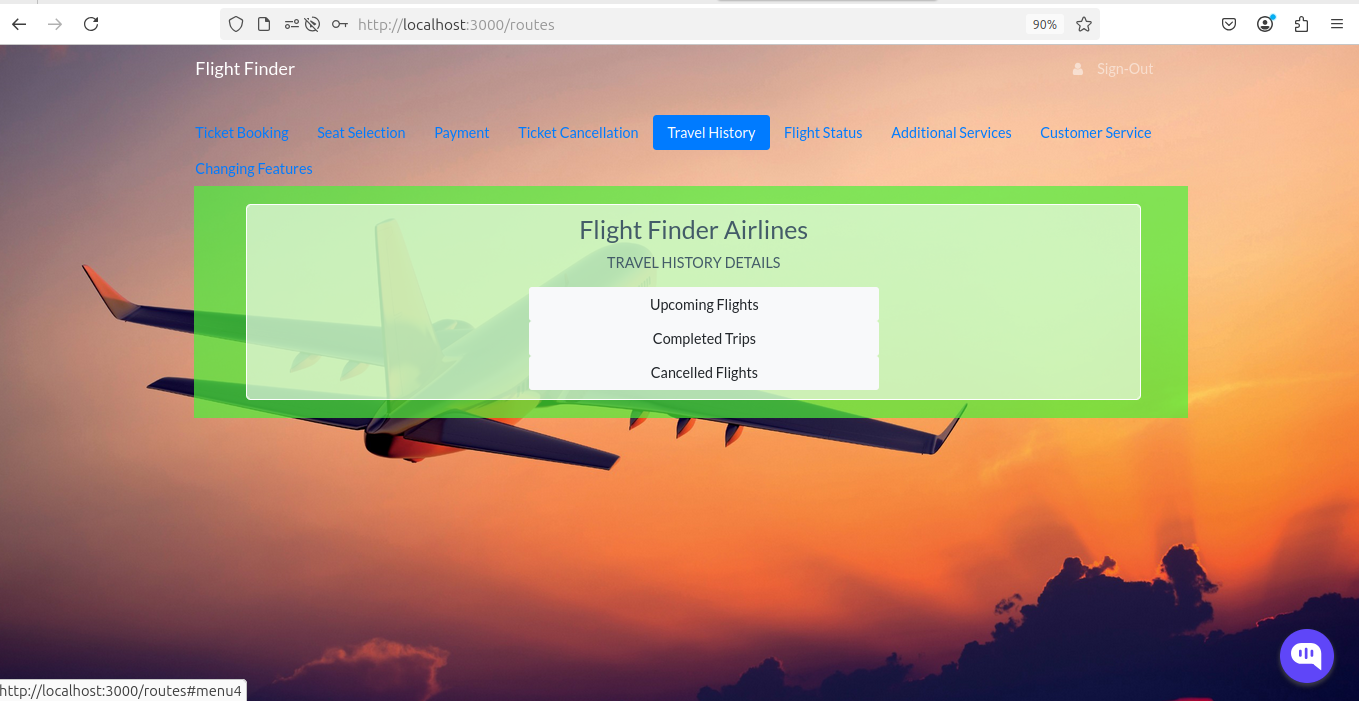 http://localhost:3000/routes
90%
Flight Finder
Sign-Out
Ticket Booking Seat Selection Payment Ticket Cancellation Travel History Flight Status Additional Services Customer Service
Changing Features
Flight Finder Airlines
TRAVEL HISTORY DETAILS
Upcoming Flights
Completed Trips
Cancelled Flights
http://localhost:3000/routes#menu4